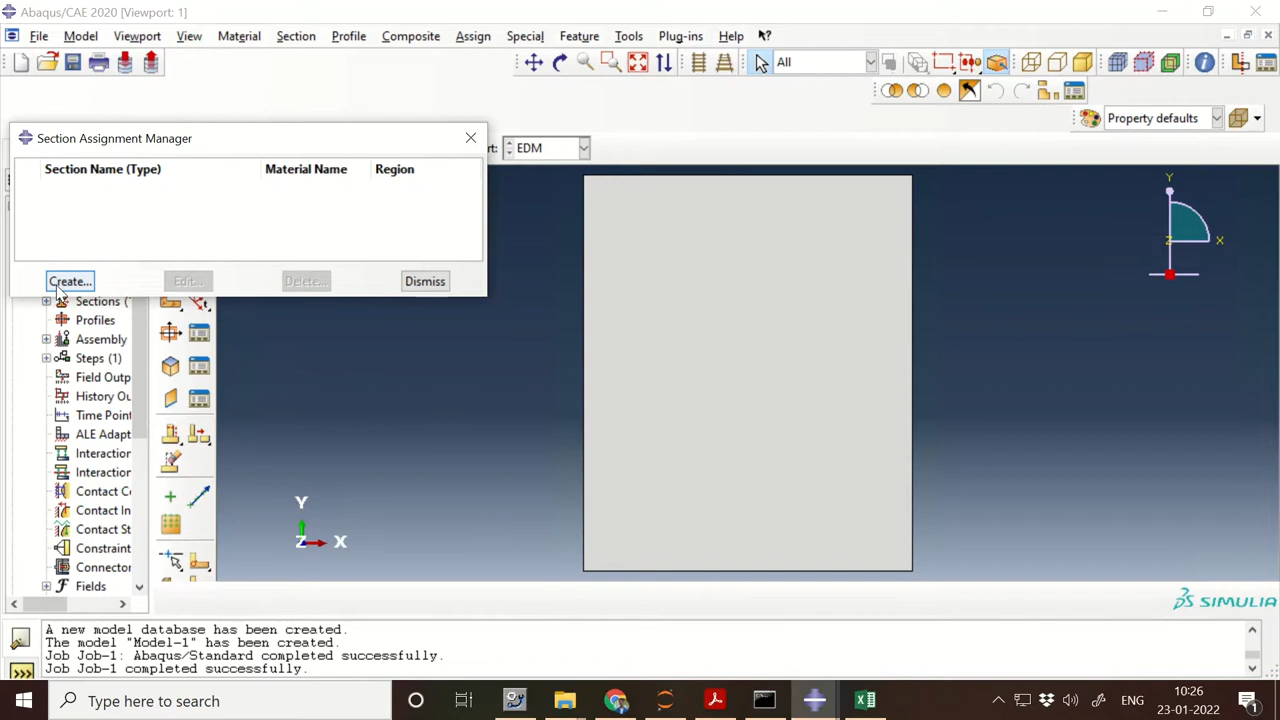 Abaqus/CAE 2020 [Viewport: 1]
File Model Viewport View Material Section Profile Composite Assign Special Feature Tools Plug-ins Help
All
Property defaults
Section Assignment Manager
EDM
Section Name (Type) Material Name Region
Create... Edit... Delete... Dismiss
Sections (
Profiles
Assembly
Steps (1)
Field Outp
History Ou
Time Point
ALE Adapt
Interaction
Interaction
Contact Co
Contact In
Contact St
Constraint
Connector
Fields
Y
Z X
Y
Z X
SIMULIA
A new model database has been created.
The model "Model-1" has been created.
Job Job-1: Abaqus/Standard completed successfully.
Job Job-1 completed successfully.
>>>
Type here to search
ENG
10:26
23-01-2022
1